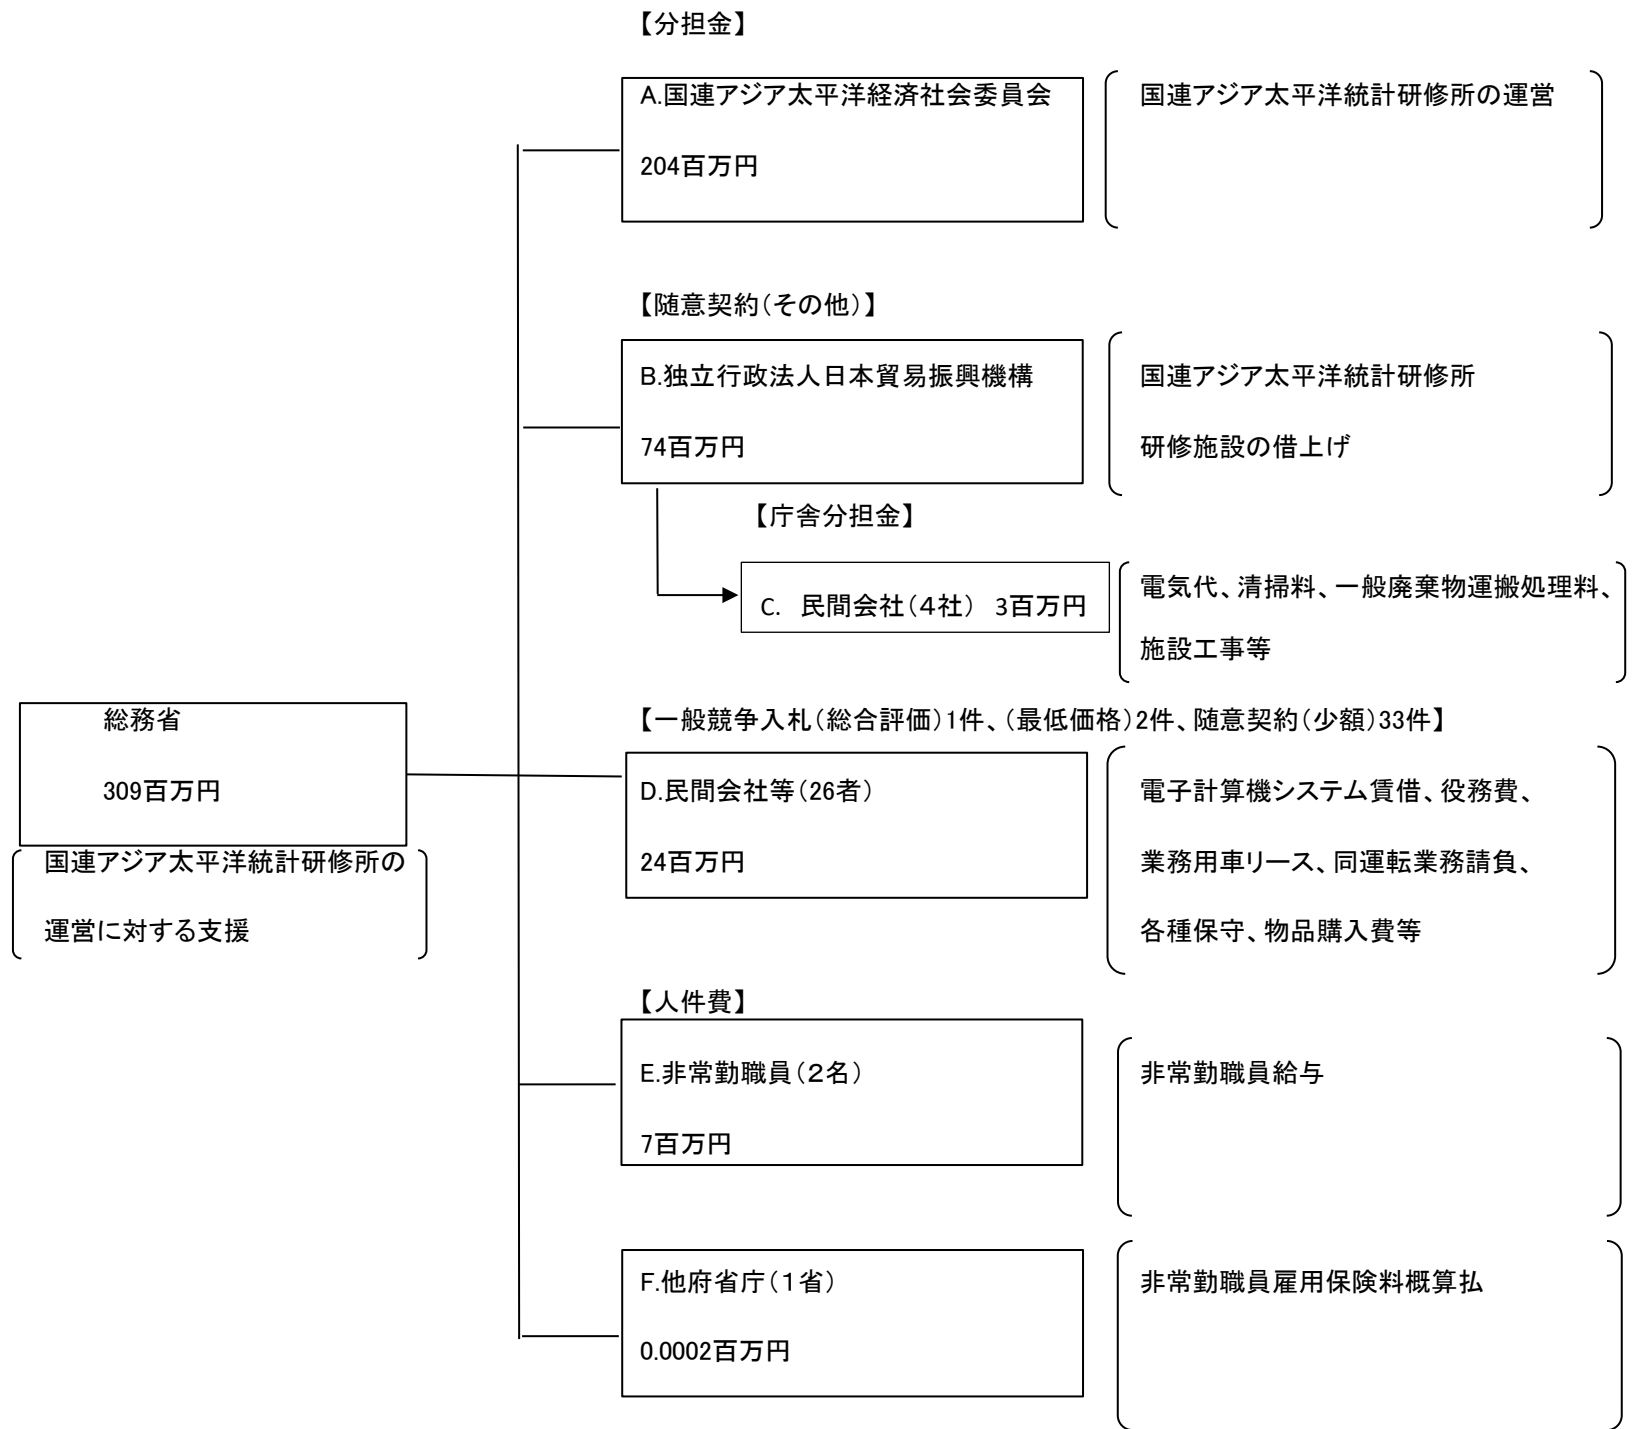 【分担金】
A.国連アジア太平洋経済社会委員会
204百万円
国連アジア太平洋統計研修所の運営
【随意契約(その他)】
B.独立行政法人日本貿易振興機構
74百万円
国連アジア太平洋統計研修所
研修施設の借上げ
【庁舎分担金】
C. 民間会社(4社) 3百万円
電気代、清掃料、一般廃棄物運搬処理料、
施設工事等
総務省
309百万円
国連アジア太平洋統計研修所の
運営に対する支援
【一般競争入札(総合評価)1件、(最低価格)2件、随意契約(少額)33件】
D.民間会社等(26者)
24百万円
電子計算機システム賃借、役務費、
業務用車リース、同運転業務請負、
各種保守、物品購入費等
【人件費】
E.非常勤職員(2名)
7百万円
非常勤職員給与
F.他府省庁(1省)
0.0002百万円
非常勤職員雇用保険料概算払